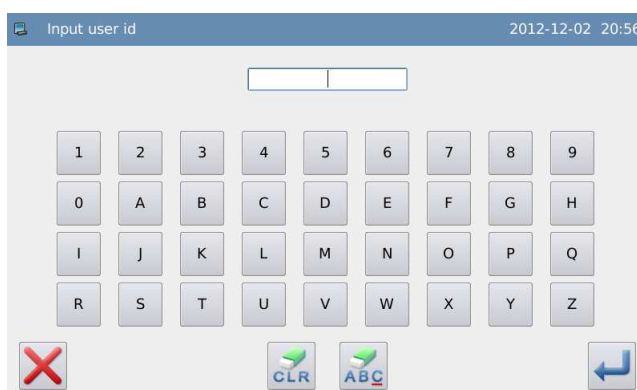 Input user id 2012-12-02 20:56
1 2 3 4 5 6 7 8 9
0 A B C D E F G H
I J K L M N O P Q
R S T U V W X Y Z
CLR ABC